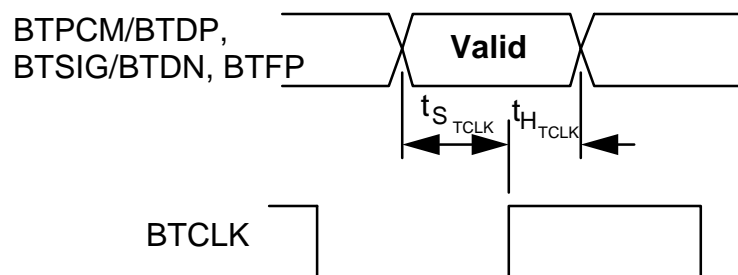 BTPCM/BTDP,
BTSIG/BTDN, BTFP
Valid
tS TCLK
tH TCLK
BTCLK